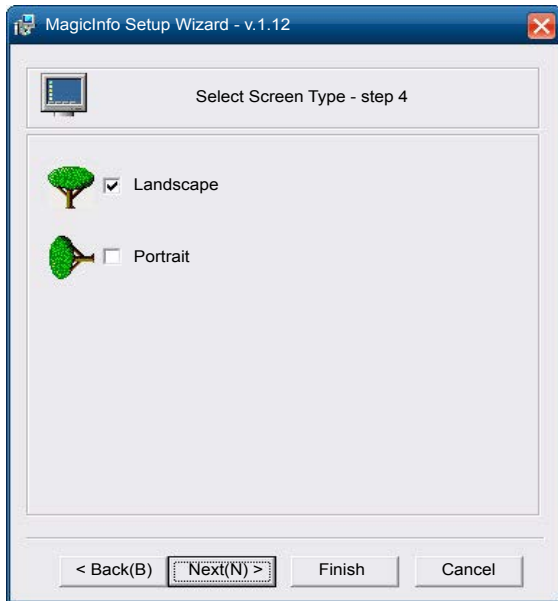 MagicInfo Setup Wizard - v.1.12
Select Screen Type - step 4
Landscape
Portrait
< Back(B) Next(N) > Finish Cancel